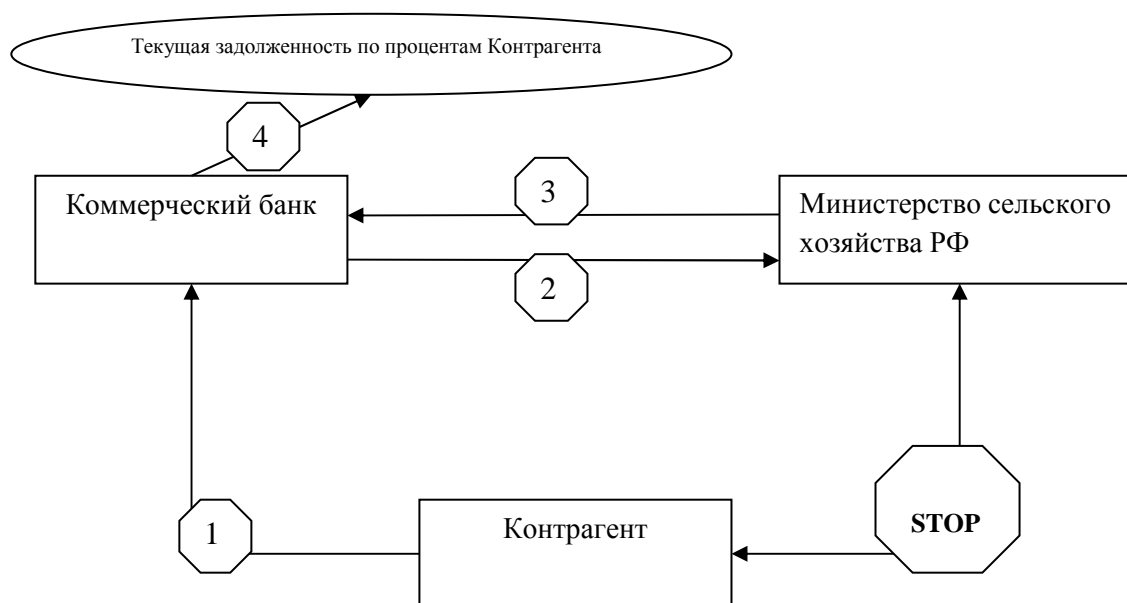 Текущая задолженность по процентам Контрагента
4
Коммерческий банк
3
Министерство сельского
хозяйства РФ
2
1
Контрагент
STOP